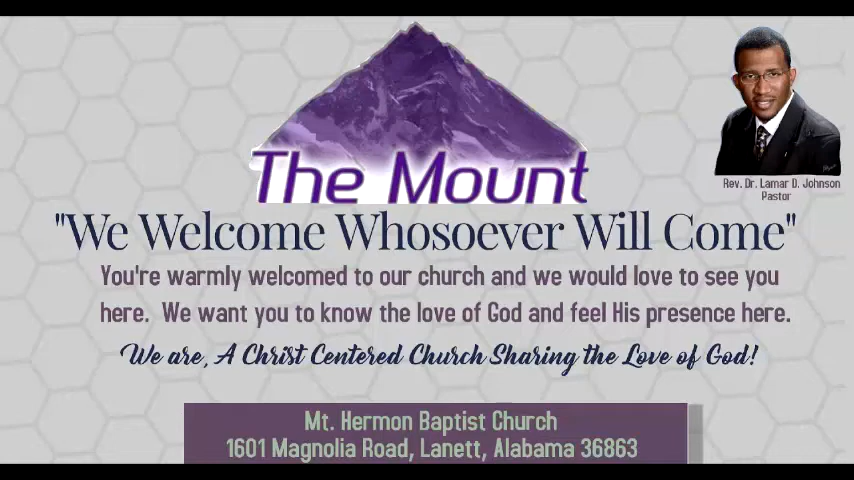 The Mount
Rev. Dr. Lamar D. Johnson
Pastor
"We Welcome Whosoever Will Come"
You're warmly welcomed to our church and we would love to see you
here. We want you to know the love of God and feel His presence here.
We are, A Christ Centered Church Sharing the Love of God!
Mt. Hermon Baptist Church
1601 Magnolia Road, Lanett, Alabama 36863